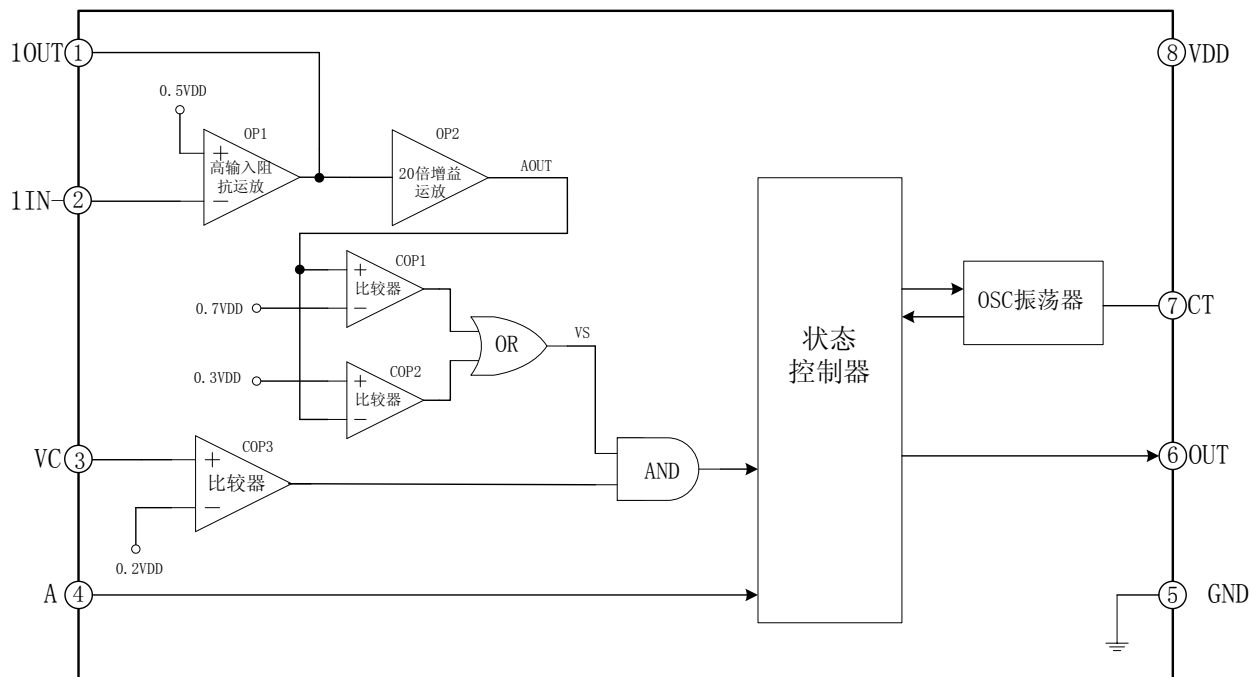 1OUT ① ⑧ VDD
0.5VDD
OP1
OP2
+
高输入阻
抗运放
-
20倍增益
运放
AOUT
1IN- ②
COP1
+
比较器
-
0.7VDD
OR
VS
COP2
0.3VDD
+
比较器
-
状态
控制器
OSC振荡器
⑦ CT
VC ③
COP3
+
比较器
-
0.2VDD
AND
⑥ OUT
A ④
⑤ GND